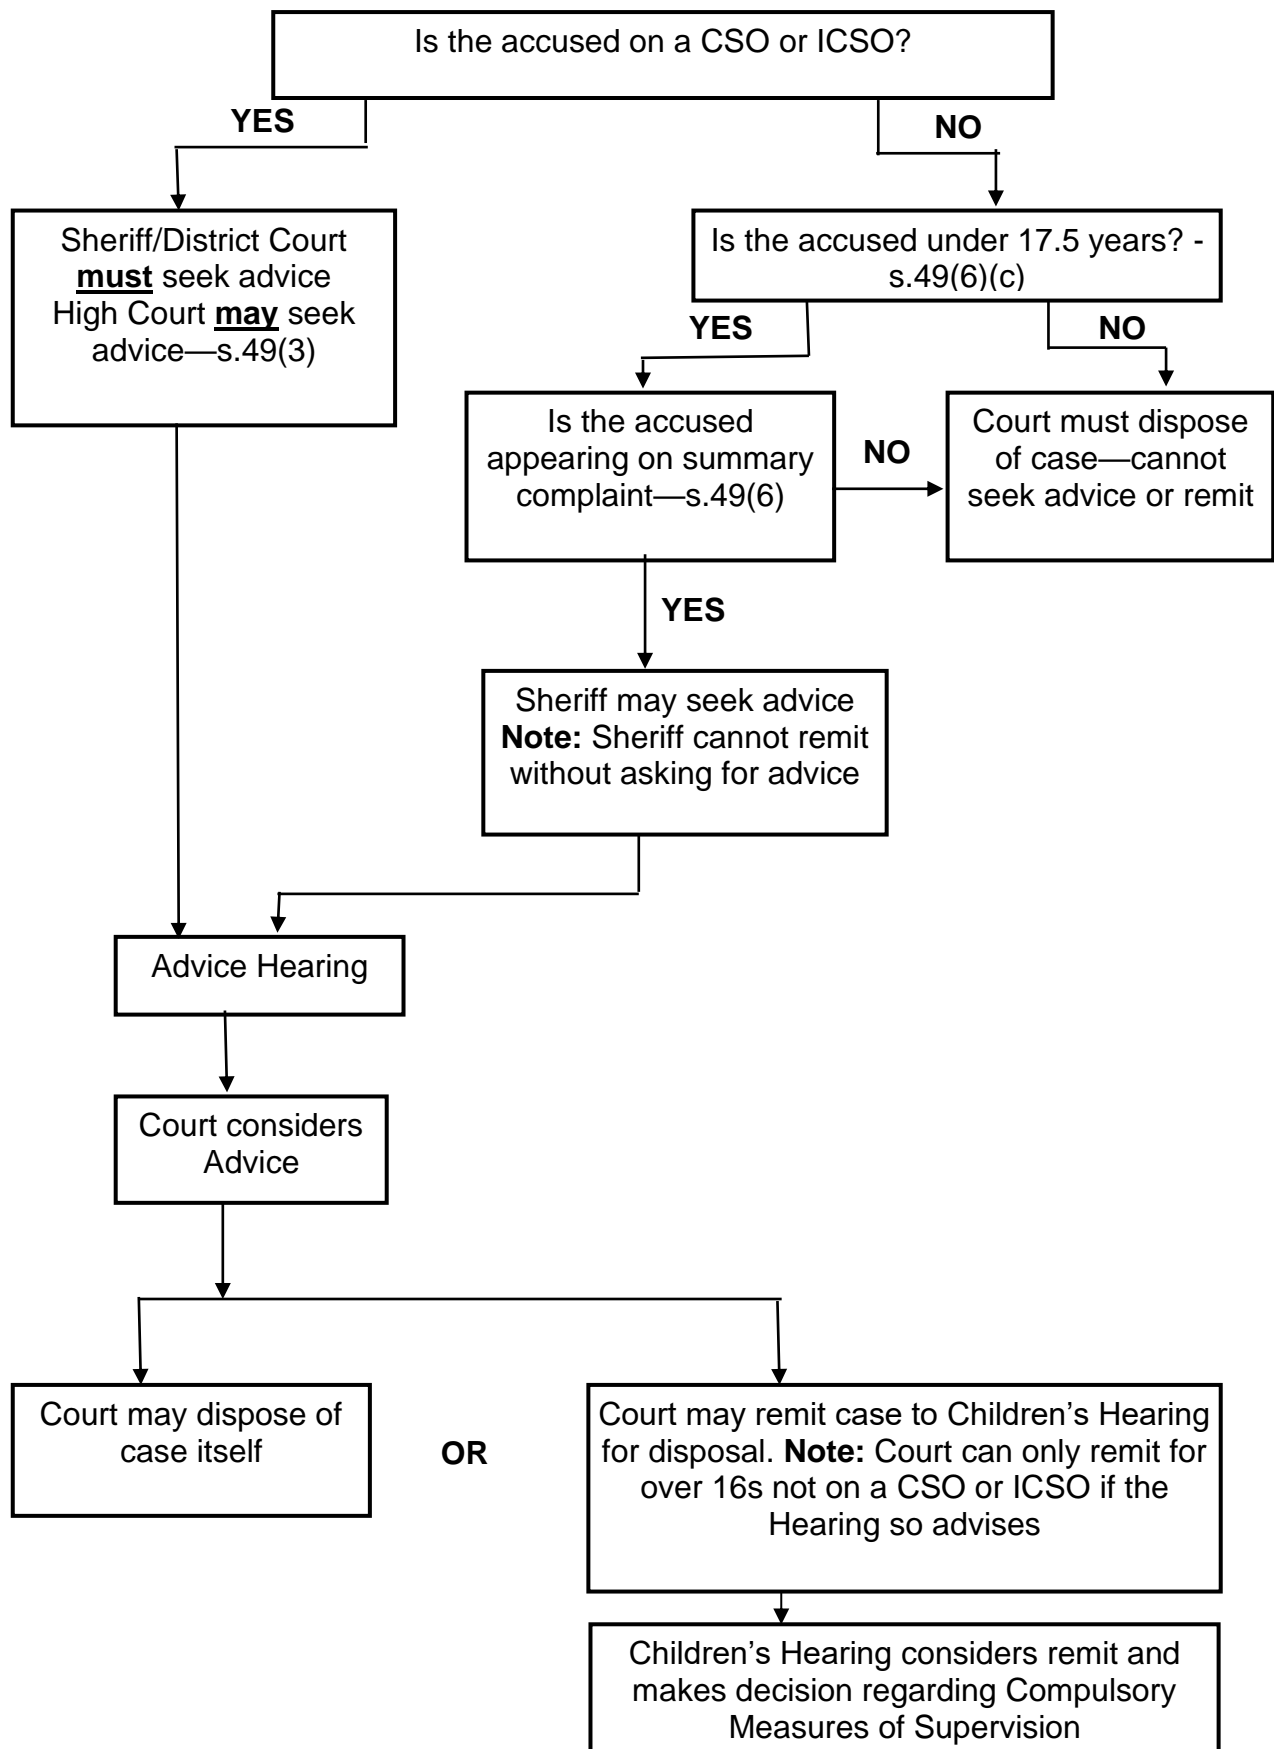 Is the accused on a CSO or ICSO?
YES
NO
Sheriff/District Court
must seek advice
High Court may seek
advice—s.49(3)
Is the accused under 17.5 years? -
s.49(6)(c)
YES
NO
Is the accused
appearing on summary
complaint—s.49(6)
NO
Court must dispose
of case—cannot
seek advice or remit
YES
Sheriff may seek advice
Note: Sheriff cannot remit
without asking for advice
Advice Hearing
Court considers
Advice
Court may dispose of
case itself
OR
Court may remit case to Children’s Hearing
for disposal. Note: Court can only remit for
over 16s not on a CSO or ICSO if the
Hearing so advises
Children’s Hearing considers remit and
makes decision regarding Compulsory
Measures of Supervision